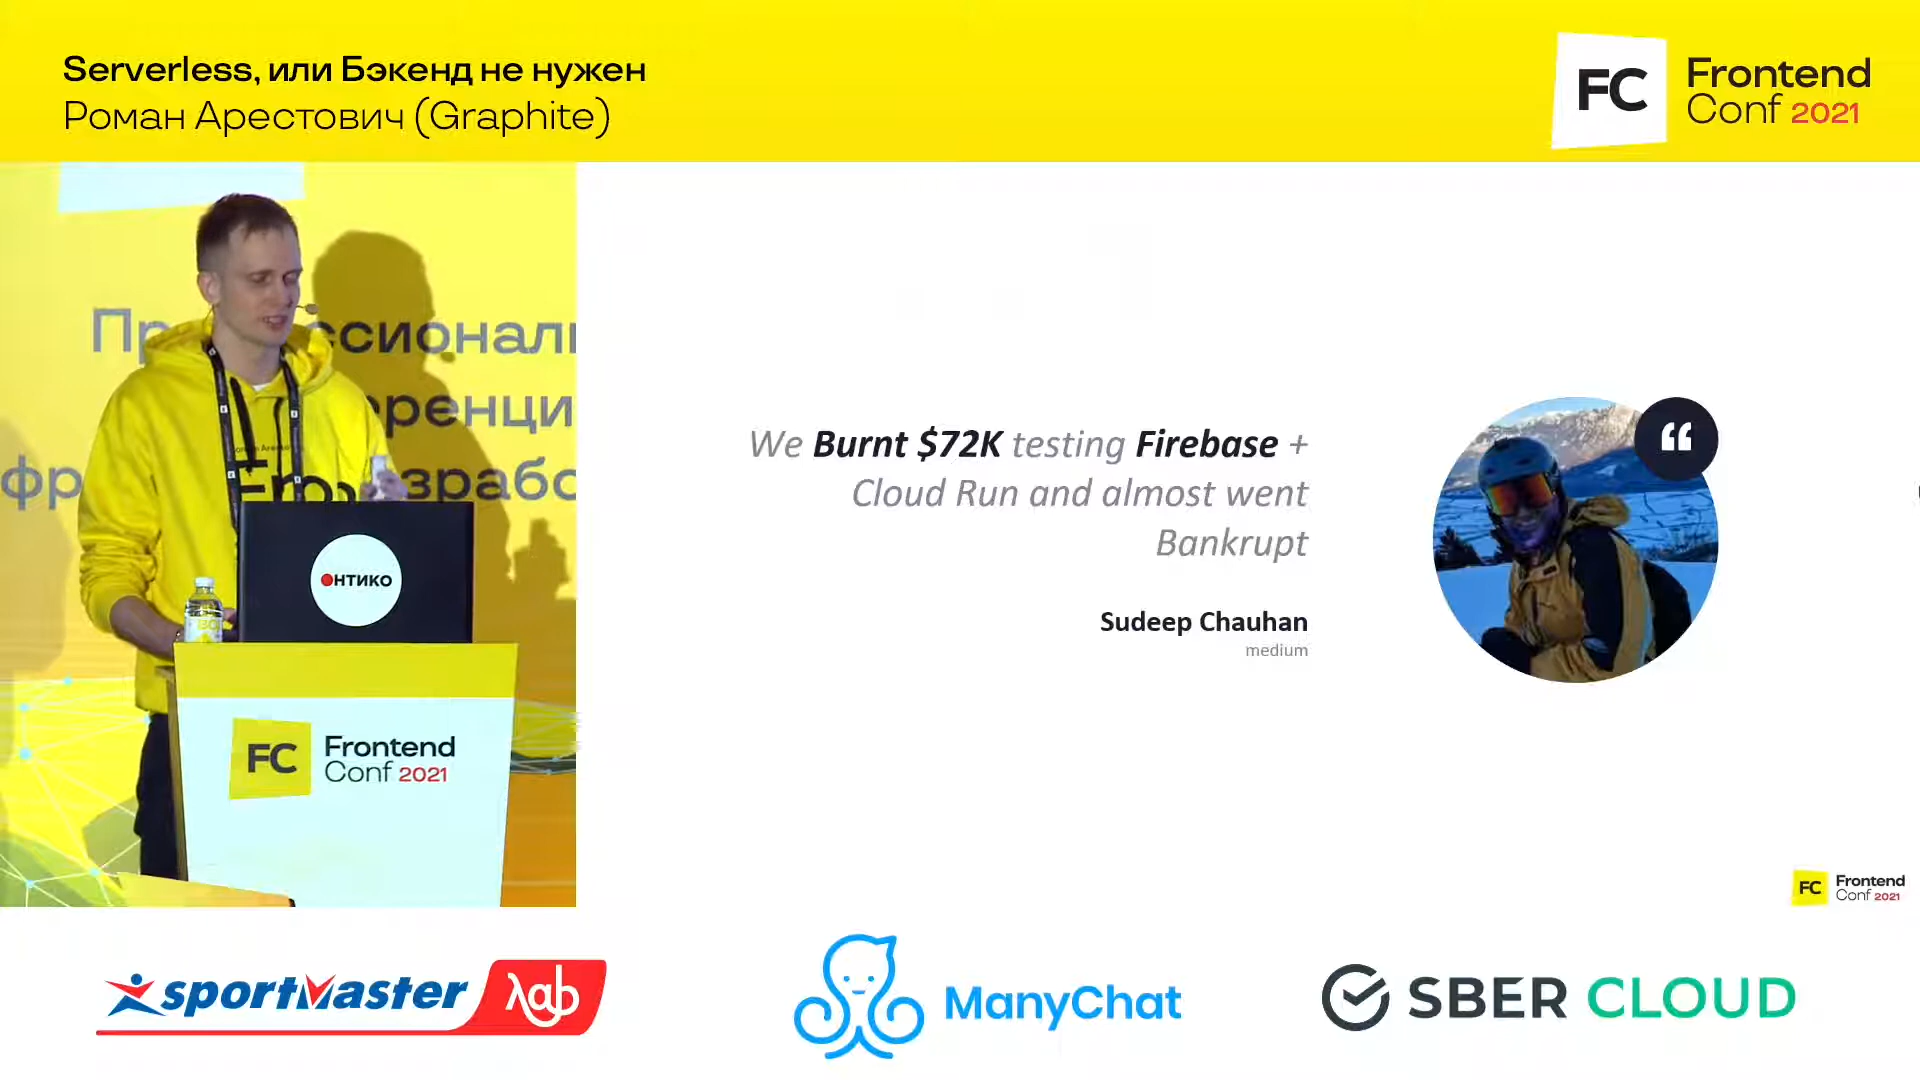 Serverless, или Бэкенд не нужен
Роман Арестович (Graphite)
FC
Frontend
Conf 2021
We Burnt $72K testing Firebase +
Cloud Run and almost went
Bankrupt
Sudeep Chauhan
medium
ОНТИКО
FC
Frontend
Conf 2021
FC
Frontend
Conf 2021
sportmaster лаб
ManyChat
SBER CLOUD